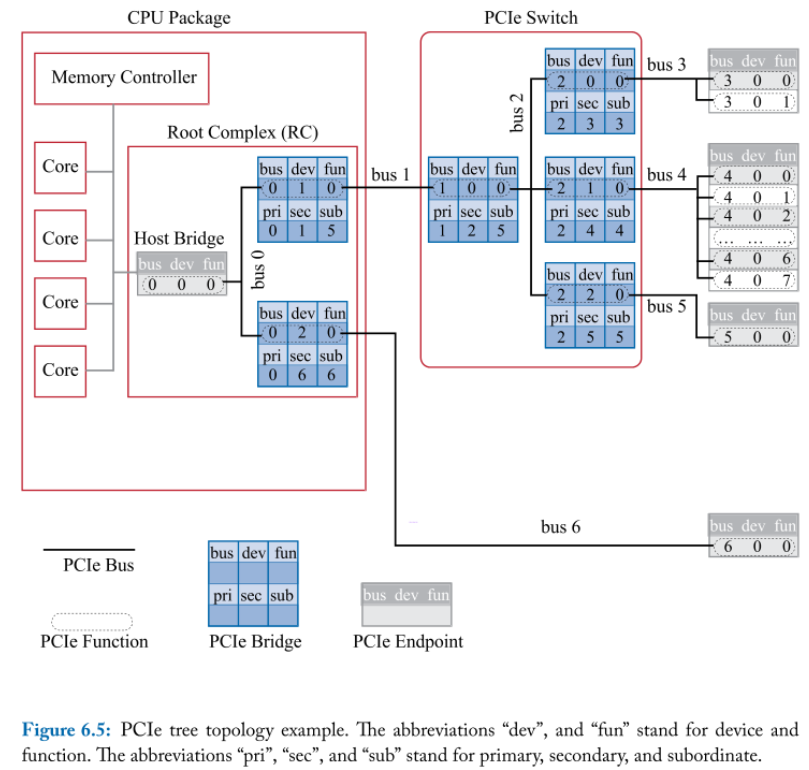 CPU Package
PCIe Switch
Memory Controller
Root Complex (RC)
Core
Core
Core
Core
Host Bridge
bus dev fun
0 0 0
bus 0
bus dev fun
0 1 0
pri sec sub
0 1 5
bus dev fun
0 2 0
pri sec sub
0 6 6
bus 1
bus dev fun
1 0 0
pri sec sub
1 2 5
bus 2
bus dev fun
2 0 0
pri sec sub
2 3 3
bus dev fun
2 1 0
pri sec sub
2 4 4
bus dev fun
2 2 0
pri sec sub
2 5 5
bus 3
bus dev fun
3 0 0
3 0 1
bus 4
bus dev fun
4 0 0
4 0 1
4 0 2
... ... ...
4 0 6
4 0 7
bus 5
bus dev fun
5 0 0
bus 6
bus dev fun
6 0 0
PCIe Bus
PCIe Function
bus dev fun
pri sec sub
PCIe Bridge
bus dev fun
PCIe Endpoint
Figure 6.5: PCIe tree topology example. The abbreviations “dev”, and “fun” stand for device and
function. The abbreviations “pri”, “sec”, and “sub” stand for primary, secondary, and subordinate.